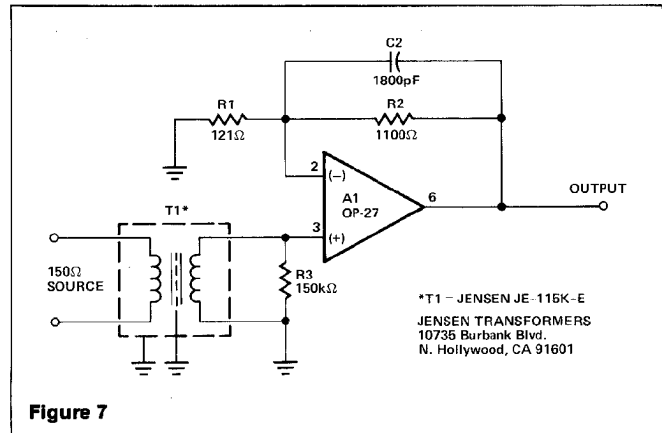 C2
1800pF
R1
121Ω
R2
1100Ω
2
(−)
A1
OP-27
6
3
(+)
OUTPUT
T1*
150Ω
SOURCE
R3
150kΩ
*T1 – JENSEN JE-115K-E
JENSEN TRANSFORMERS
10735 Burbank Blvd.
N. Hollywood, CA 91601
Figure 7